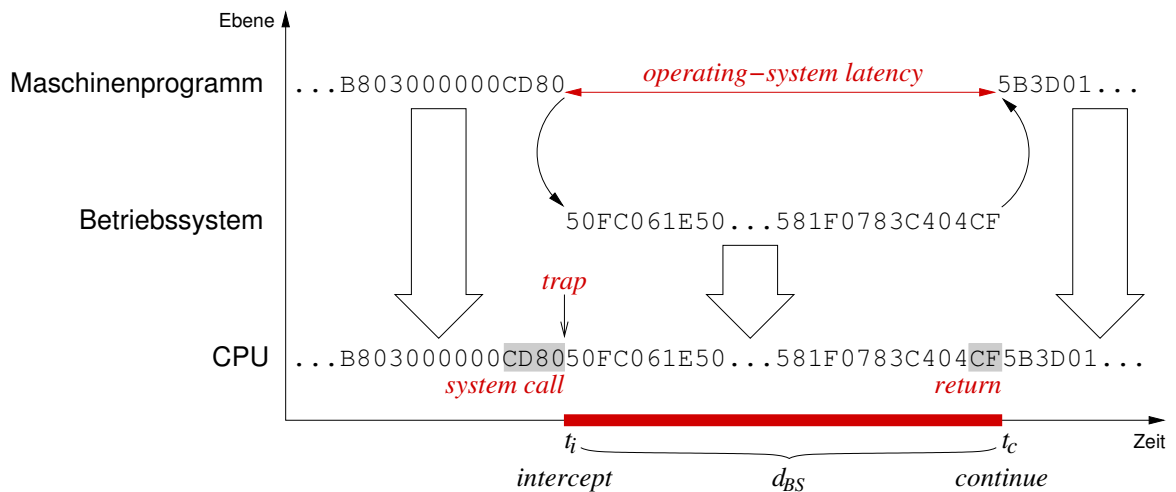 Ebene
Maschinenprogramm ...B803000000CD80 operating−system latency 5B3D01...
Betriebssystem 50FC061E50...581F0783C404CF
trap
CPU ...B803000000CD8050FC061E50...581F0783C404CF5B3D01...
system call return
t_i t_c Zeit
intercept d_BS continue